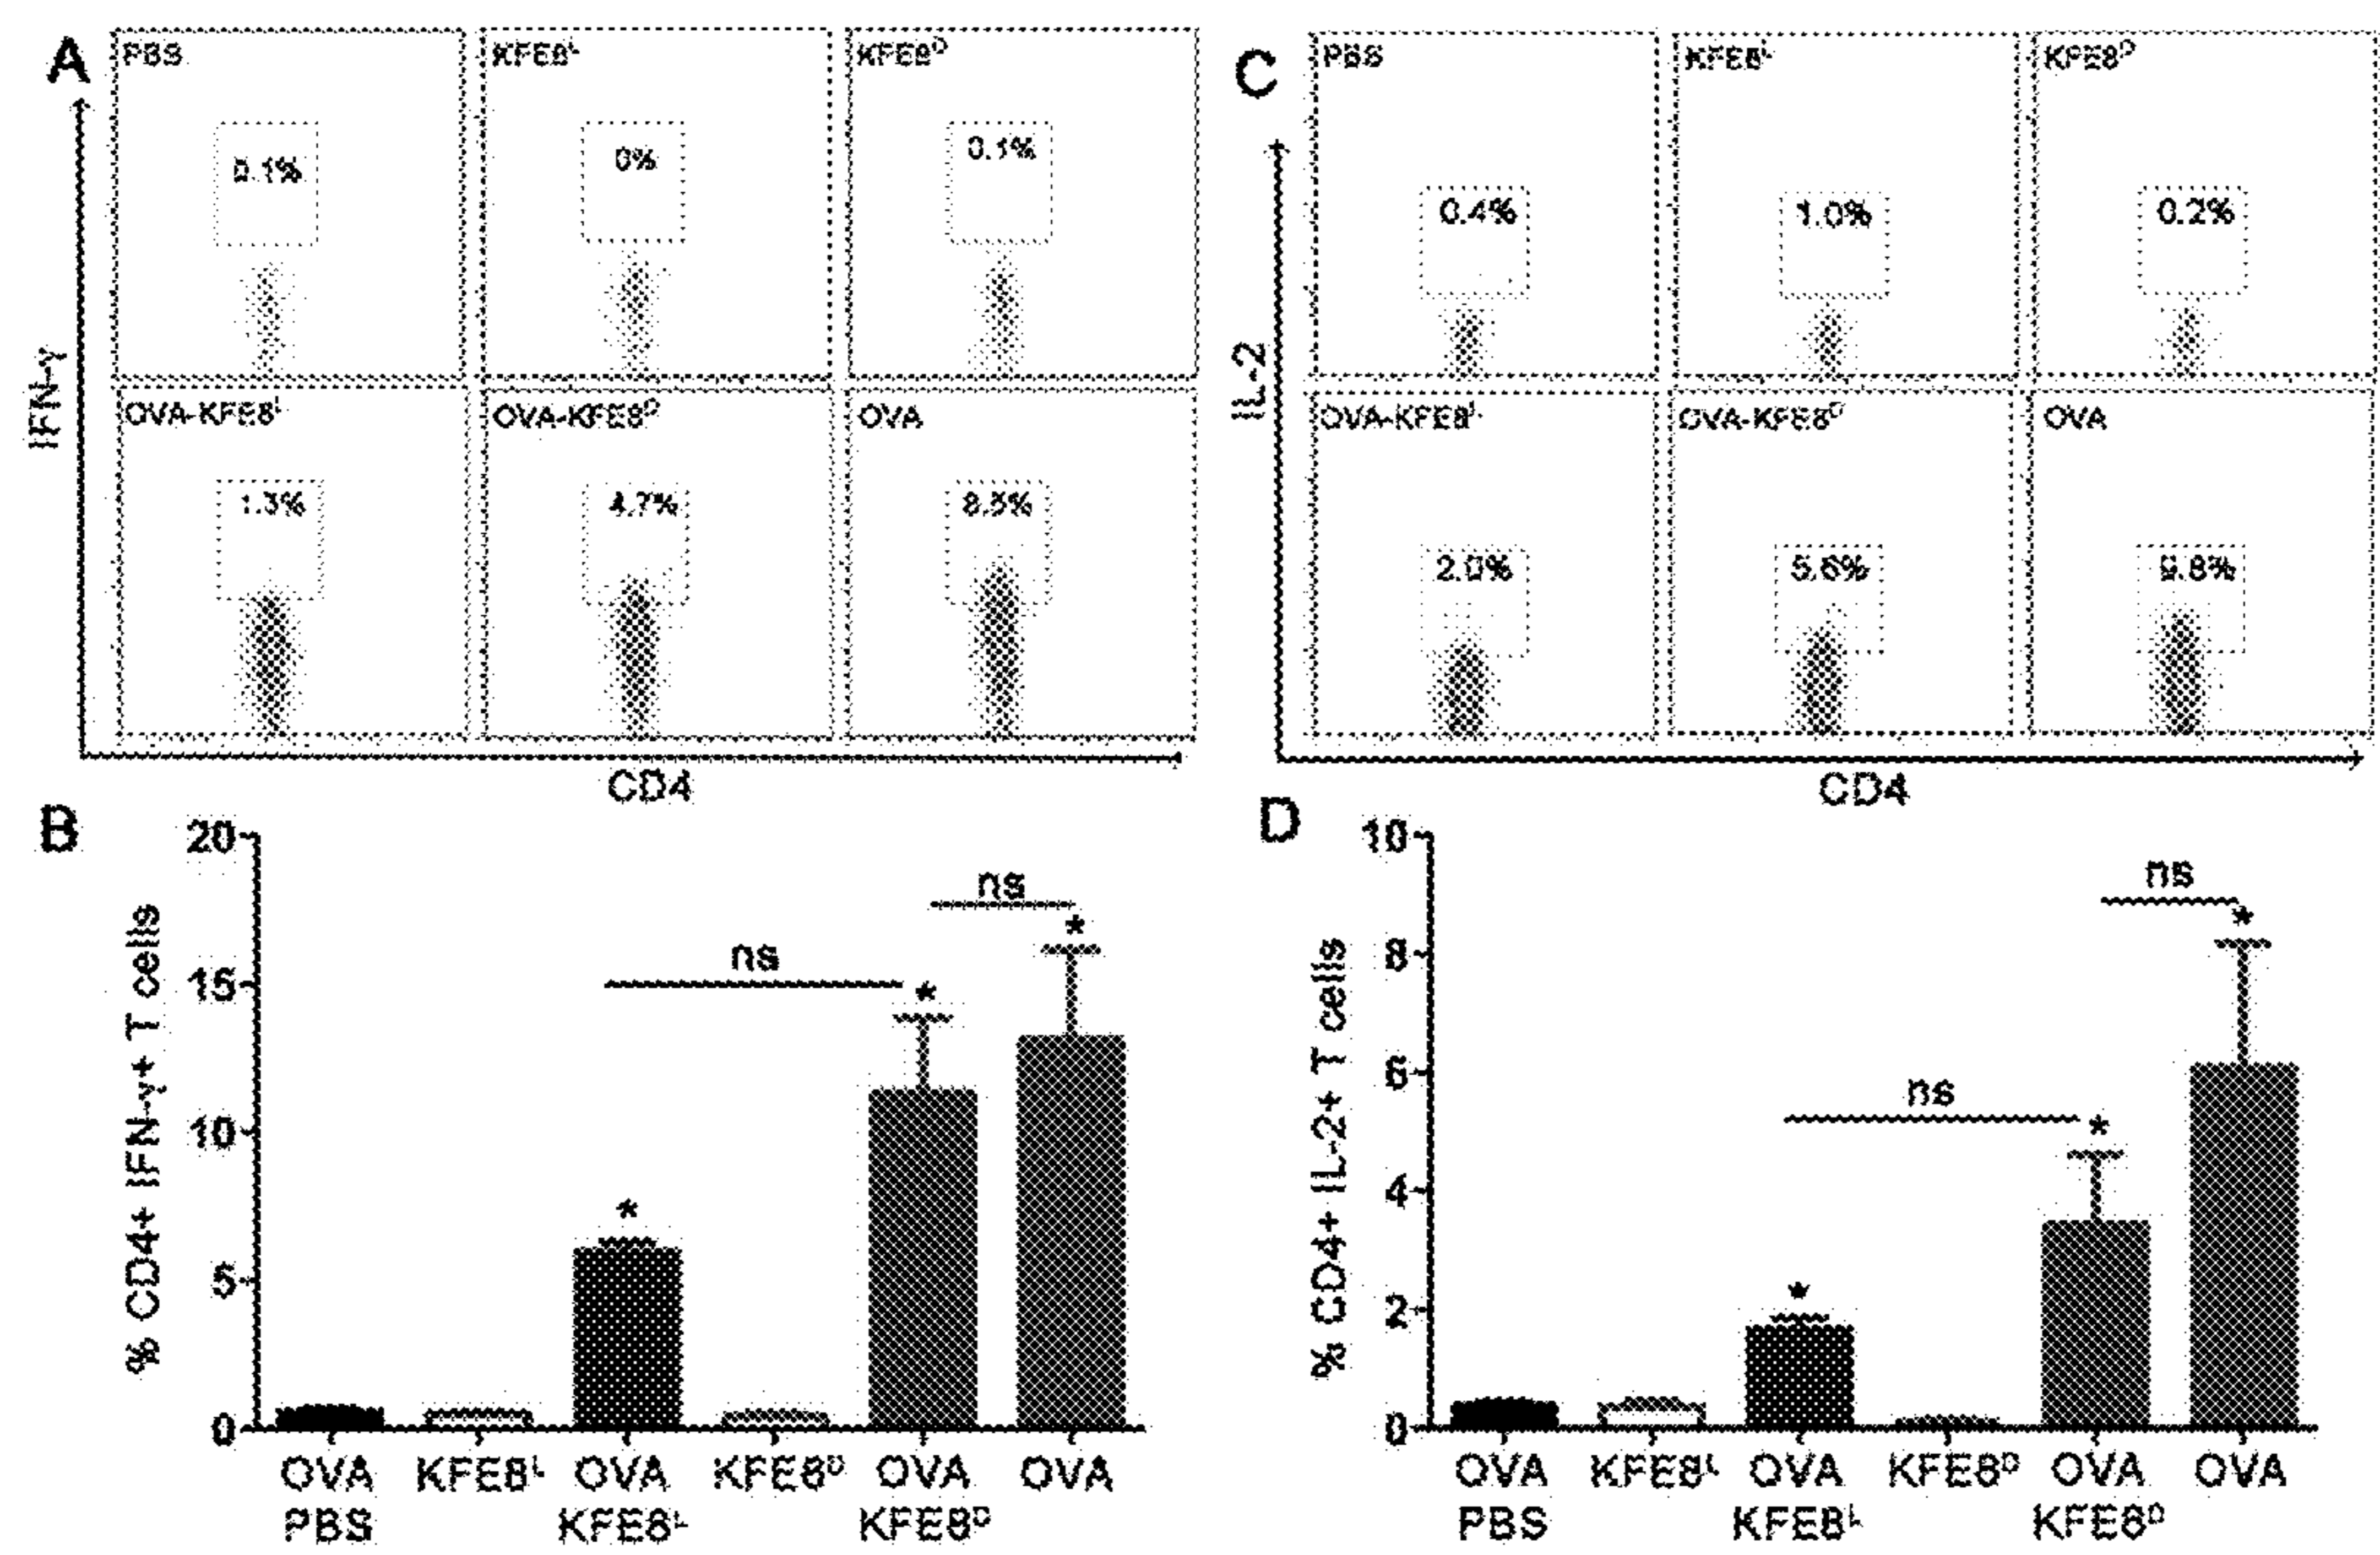 A
PBS
KFE8L
KFE8D
0.1%
0%
0.1%
OVA-KFE8L
OVA-KFE8D
OVA
1.3%
4.7%
8.5%
IFN-γ
CD4
C
PBS
KFE8L
KFE8D
0.4%
1.0%
0.2%
OVA-KFE8L
OVA-KFE8D
OVA
2.0%
5.6%
9.8%
IL-2
CD4
B
20
15
10
5
0
% CD4+ IFN-γ+ T cells
ns
ns
*
*
*
OVA PBS
KFE8L
OVA KFE8L
KFE8D
OVA KFE8D
OVA
D
10
8
6
4
2
0
% CD4+ IL-2+ T cells
ns
ns
*
*
*
OVA PBS
KFE8L
OVA KFE8L
KFE8D
OVA KFE8D
OVA